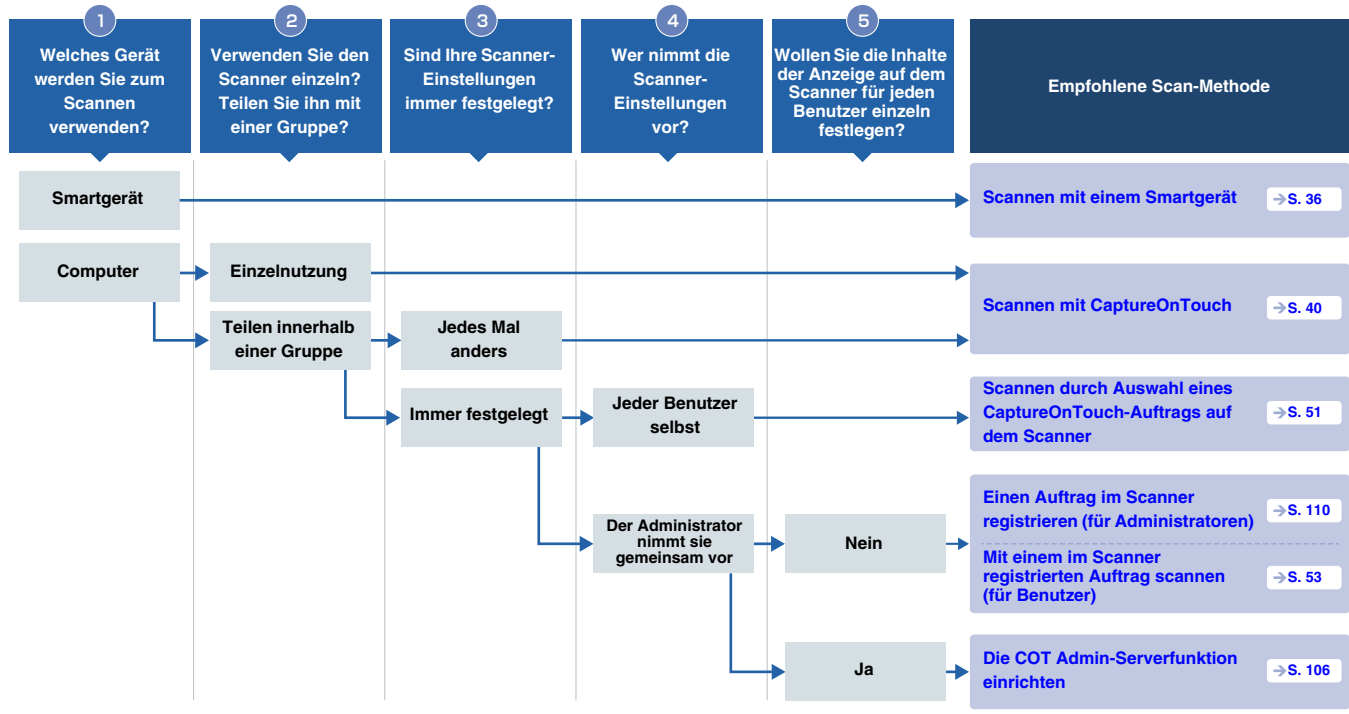 1
Welches Gerät
werden Sie zum
Scannen
verwenden?
2
Verwenden Sie den
Scanner einzeln?
Teilen Sie ihn mit
einer Gruppe?
3
Sind Ihre Scanner-
Einstellungen
immer festgelegt?
4
Wer nimmt die
Scanner-
Einstellungen
vor?
5
Wollen Sie die Inhalte
der Anzeige auf dem
Scanner für jeden
Benutzer einzeln
festlegen?
Empfohlene Scan-Methode
Smartgerät
Scannen mit einem Smartgerät
→S. 36
Computer
Einzelnutzung
Scannen mit CaptureOnTouch
→S. 40
Teilen innerhalb
einer Gruppe
Jedes Mal
anders
Immer festgelegt
Jeder Benutzer
selbst
Scannen durch Auswahl eines
CaptureOnTouch-Auftrags auf
dem Scanner
→S. 51
Der Administrator
nimmt sie
gemeinsam vor
Nein
Einen Auftrag im Scanner
registrieren (für Administratoren)
→S. 110
Mit einem im Scanner
registrierten Auftrag scannen
(für Benutzer)
→S. 53
Ja
Die COT Admin-Serverfunktion
einrichten
→S. 106